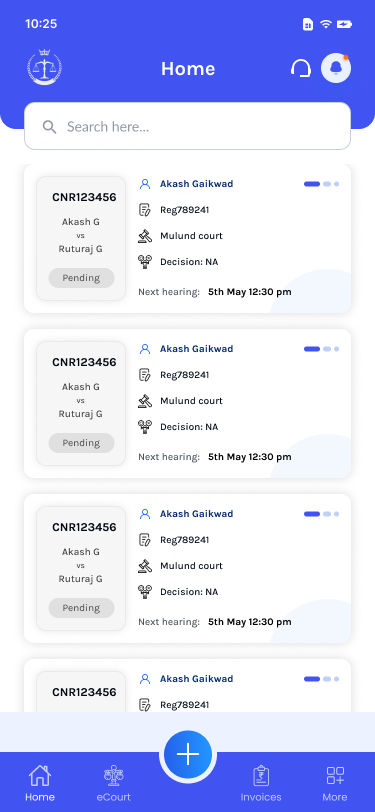 10:25
Home
Search here...
CNR123456
Akash G
vs
Ruturaj G
Pending
Akash Gaikwad
Reg789241
Mulund court
Decision: NA
Next hearing: 5th May 12:30 pm
CNR123456
Akash G
vs
Ruturaj G
Pending
Akash Gaikwad
Reg789241
Mulund court
Decision: NA
Next hearing: 5th May 12:30 pm
CNR123456
Akash G
vs
Ruturaj G
Pending
Akash Gaikwad
Reg789241
Mulund court
Decision: NA
Next hearing: 5th May 12:30 pm
CNR123456
Akash Gaikwad
Reg789241
Home
eCourt
Invoices
More